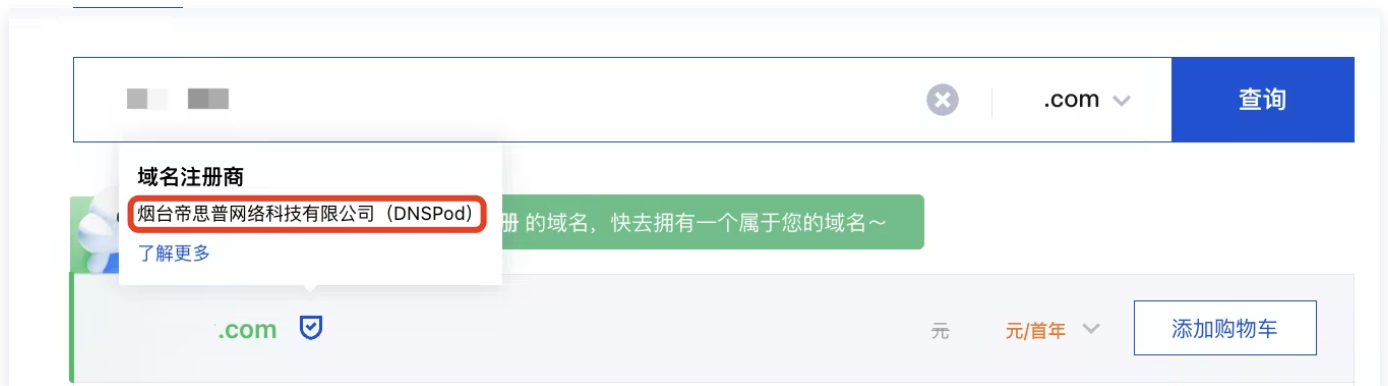 .com
查询
域名注册商
烟台帝思普网络科技有限公司（DNSPod）
册 的域名，快去拥有一个属于您的域名～
了解更多
.com
元
元/首年
添加购物车